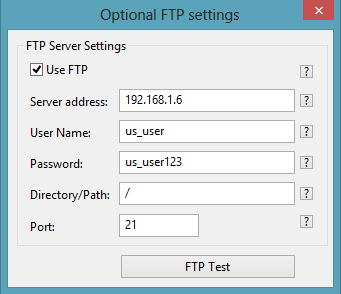 Optional FTP settings
FTP Server Settings
Use FTP ?
Server address: 192.168.1.6 ?
User Name: us_user ?
Password: us_user123 ?
Directory/Path: / ?
Port: 21 ?
FTP Test